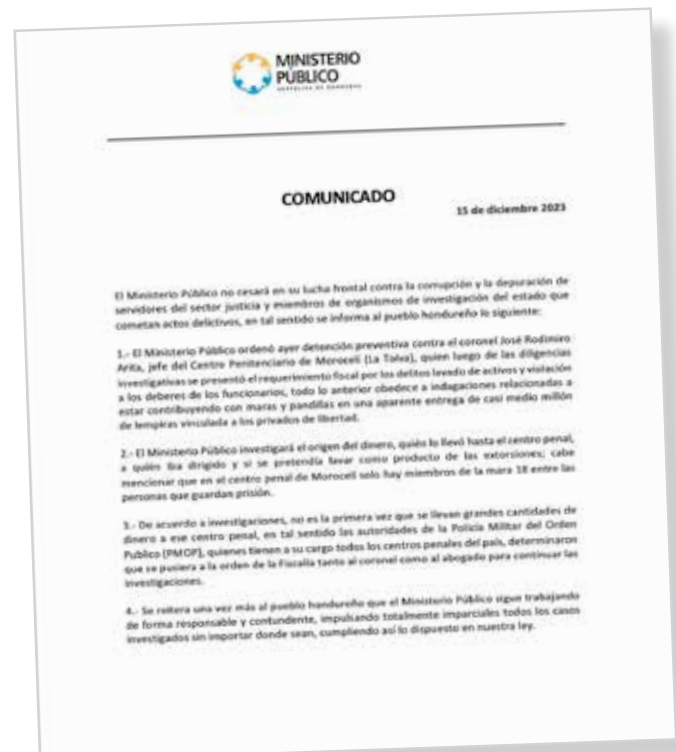 MINISTERIO
PÚBLICO
REPÚBLICA DE HONDURAS
COMUNICADO
15 de diciembre 2023
El Ministerio Público no cesará en su lucha frontal contra la corrupción y la depuración de
servidores del sector justicia y miembros de organismos de investigación del estado que
cometan actos delictivos, en tal sentido se informa al pueblo hondureño lo siguiente:
1.- El Ministerio Público ordenó ayer detención preventiva contra el coronel José Rodimiro
Arita, jefe del Centro Penitenciario de Morocelí (La Tolva), quien luego de las diligencias
investigativas se presentó el requerimiento fiscal por los delitos lavado de activos y violación
a los deberes de los funcionarios, todo lo anterior obedece a indagaciones relacionadas a
estar contribuyendo con maras y pandillas en una aparente entrega de casi medio millón
de lempiras vinculada a los privados de libertad.
2.- El Ministerio Público investigará el origen del dinero, quién lo llevó hasta el centro penal,
a quién iba dirigido y si se pretendía lavar como producto de las extorsiones; cabe
mencionar que en el centro penal de Morocelí solo hay miembros de la mara 18 entre las
personas que guardan prisión.
3.- De acuerdo a investigaciones, no es la primera vez que se llevan grandes cantidades de
dinero a ese centro penal, en tal sentido las autoridades de la Policía Militar del Orden
Publico (PMOP), quienes tienen a su cargo todos los centros penales del país, determinaron
que se pusiera a la orden de la Fiscalía tanto al coronel como al abogado para continuar las
investigaciones.
4.- Se reitera una vez más al pueblo hondureño que el Ministerio Público sigue trabajando
de forma responsable y contundente, impulsando totalmente imparciales todos los casos
investigados sin importar donde sean, cumpliendo así lo dispuesto en nuestra ley.